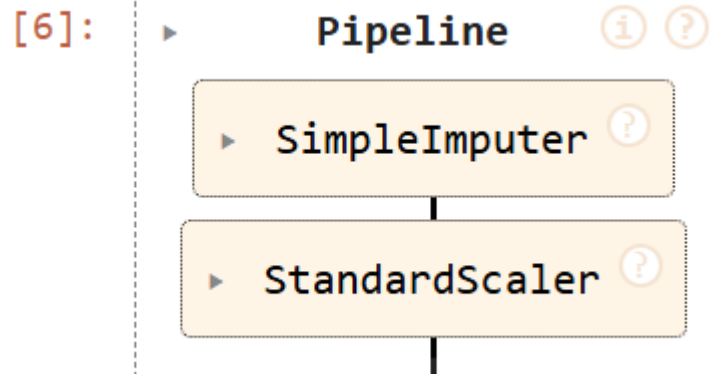 [6]: Pipeline i ?
SimpleImputer ?
StandardScaler ?